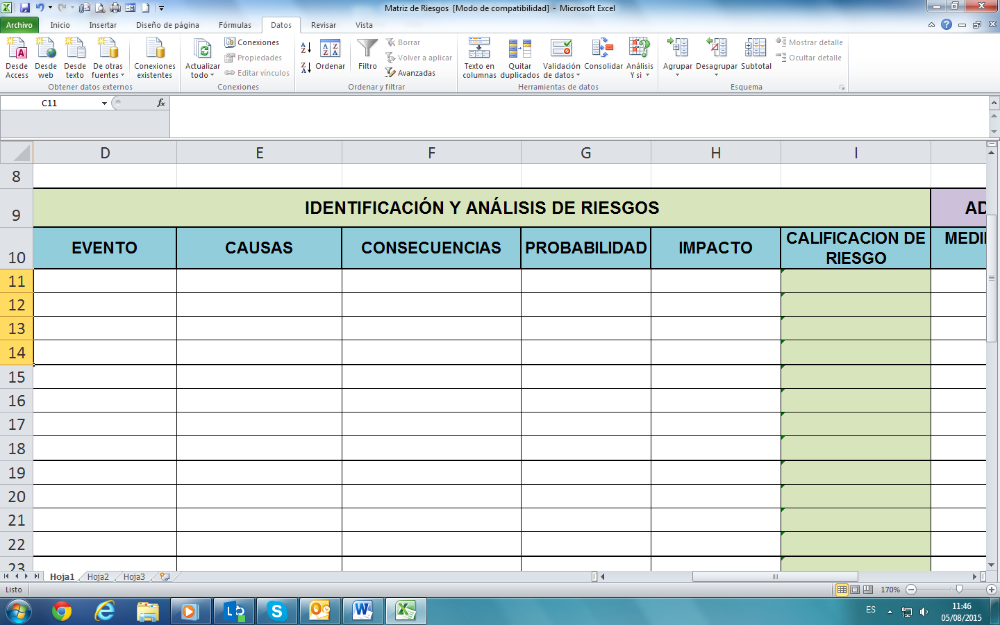 Matriz de Riesgos [Modo de compatibilidad] - Microsoft Excel
Archivo Inicio Insertar Diseño de página Fórmulas Datos Revisar Vista
Desde Access
Desde web
Desde texto
De otras fuentes
Conexiones existentes
Obtener datos externos
Actualizar todo
Conexiones
Propiedades
Editar vínculos
Conexiones
Ordenar
Filtro
Borrar
Volver a aplicar
Avanzadas
Ordenar y filtrar
Texto en columnas
Quitar duplicados
Validación de datos
Consolidar
Análisis Y si
Herramientas de datos
Agrupar
Desagrupar
Subtotal
Mostrar detalle
Ocultar detalle
Esquema
C11
fx
D E F G H I
8
9 IDENTIFICACIÓN Y ANÁLISIS DE RIESGOS AD
10 EVENTO CAUSAS CONSECUENCIAS PROBABILIDAD IMPACTO CALIFICACION DE RIESGO
11
12
13
14
15
16
17
18
19
20
21
22
23
Hoja1 Hoja2 Hoja3
Listo
170%
ES
11:46
05/08/2015